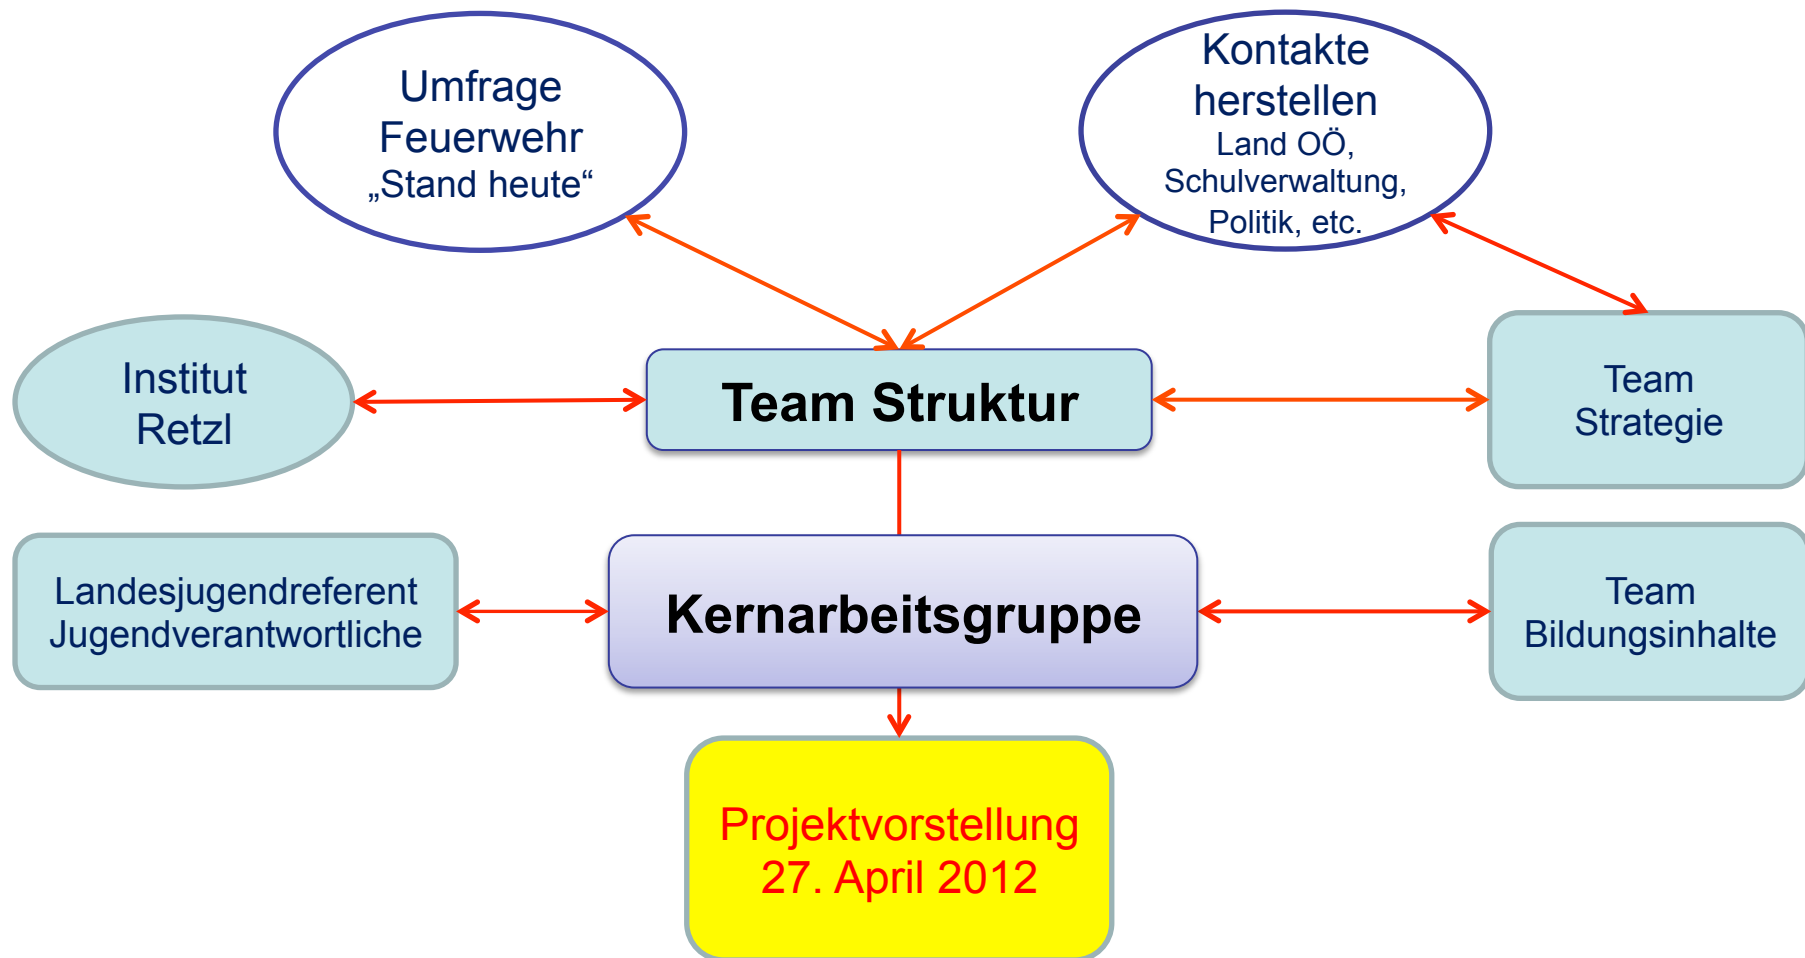 Umfrage
Feuerwehr
„Stand heute“
Kontakte
herstellen
Land OÖ,
Schulverwaltung,
Politik, etc.
Institut
Retzl
Team Struktur
Team
Strategie
Landesjugendreferent
Jugendverantwortliche
Kernarbeitsgruppe
Team
Bildungsinhalte
Projektvorstellung
27. April 2012